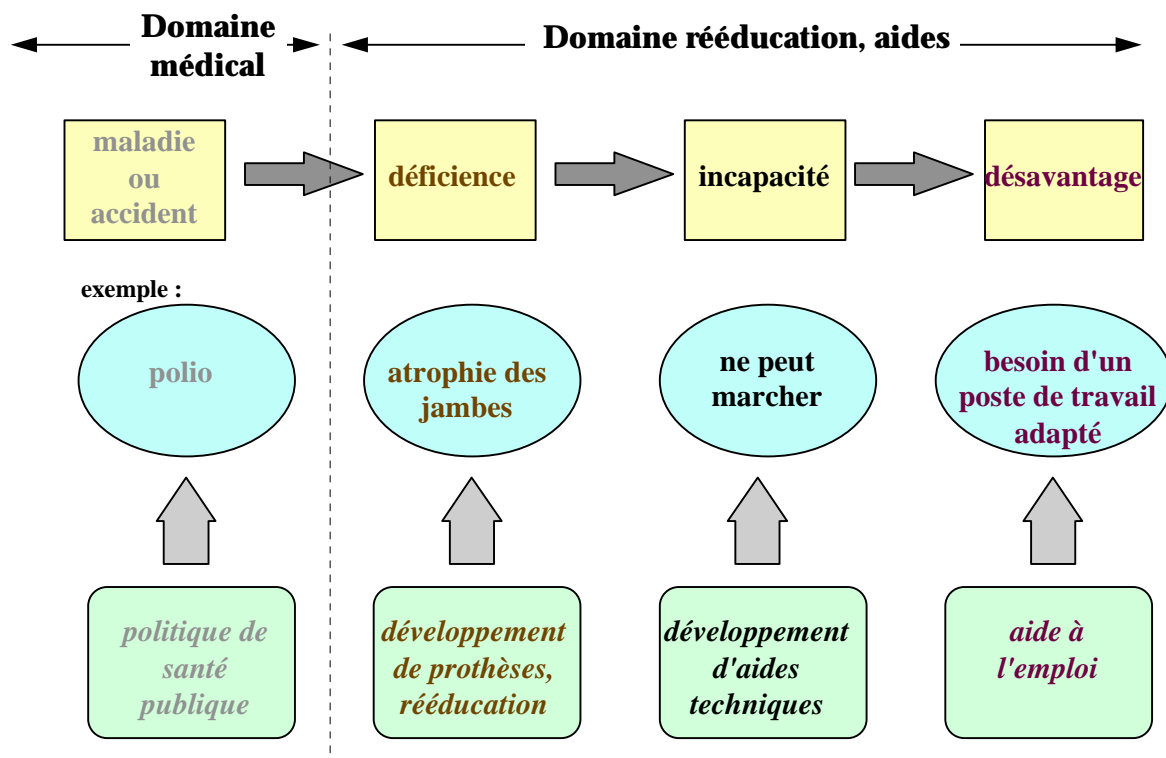 Domaine
médical
Domaine rééducation, aides
maladie
ou
accident
déficience
incapacité
désavantage
exemple :
polio
atrophie des
jambes
ne peut
marcher
besoin d'un
poste de travail
adapté
politique de
santé
publique
développement
de prothèses,
rééducation
développement
d'aides
techniques
aide à
l'emploi